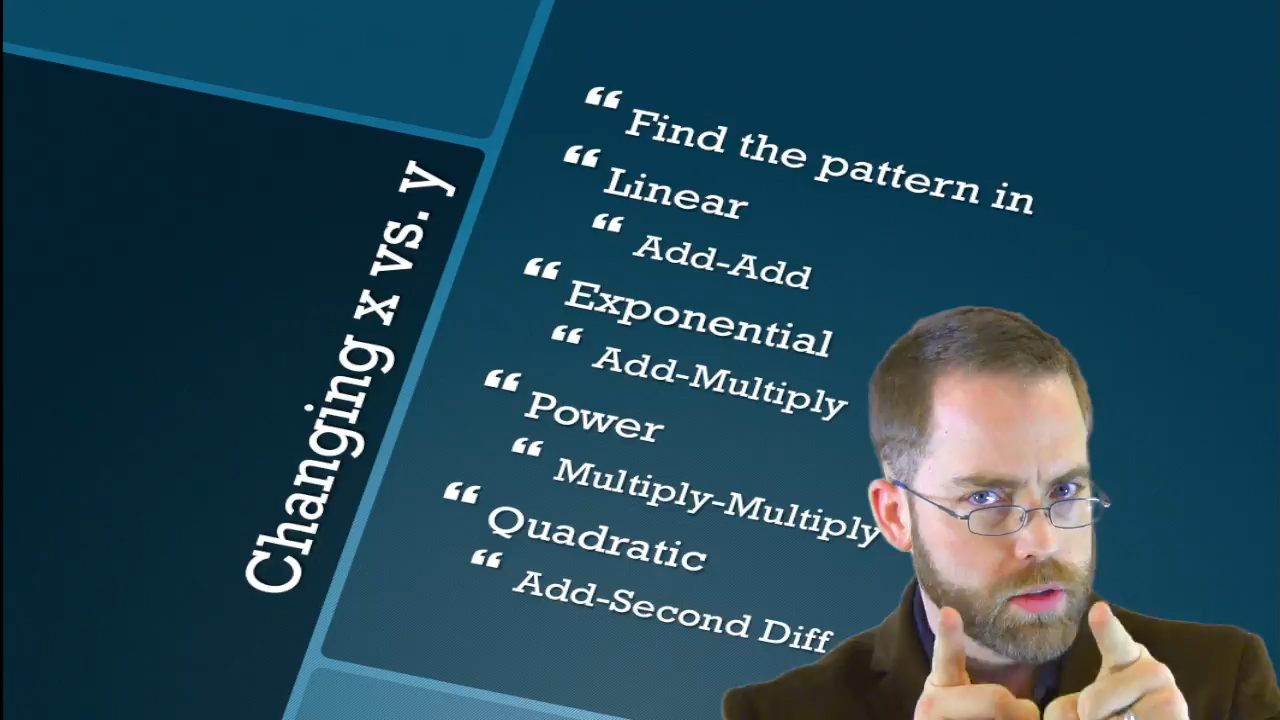 Changing x vs. y
“ Find the pattern in
“ Linear
“ Add-Add
“ Exponential
“ Add-Multiply
“ Power
“ Multiply-Multiply
“ Quadratic
“ Add-Second Diff